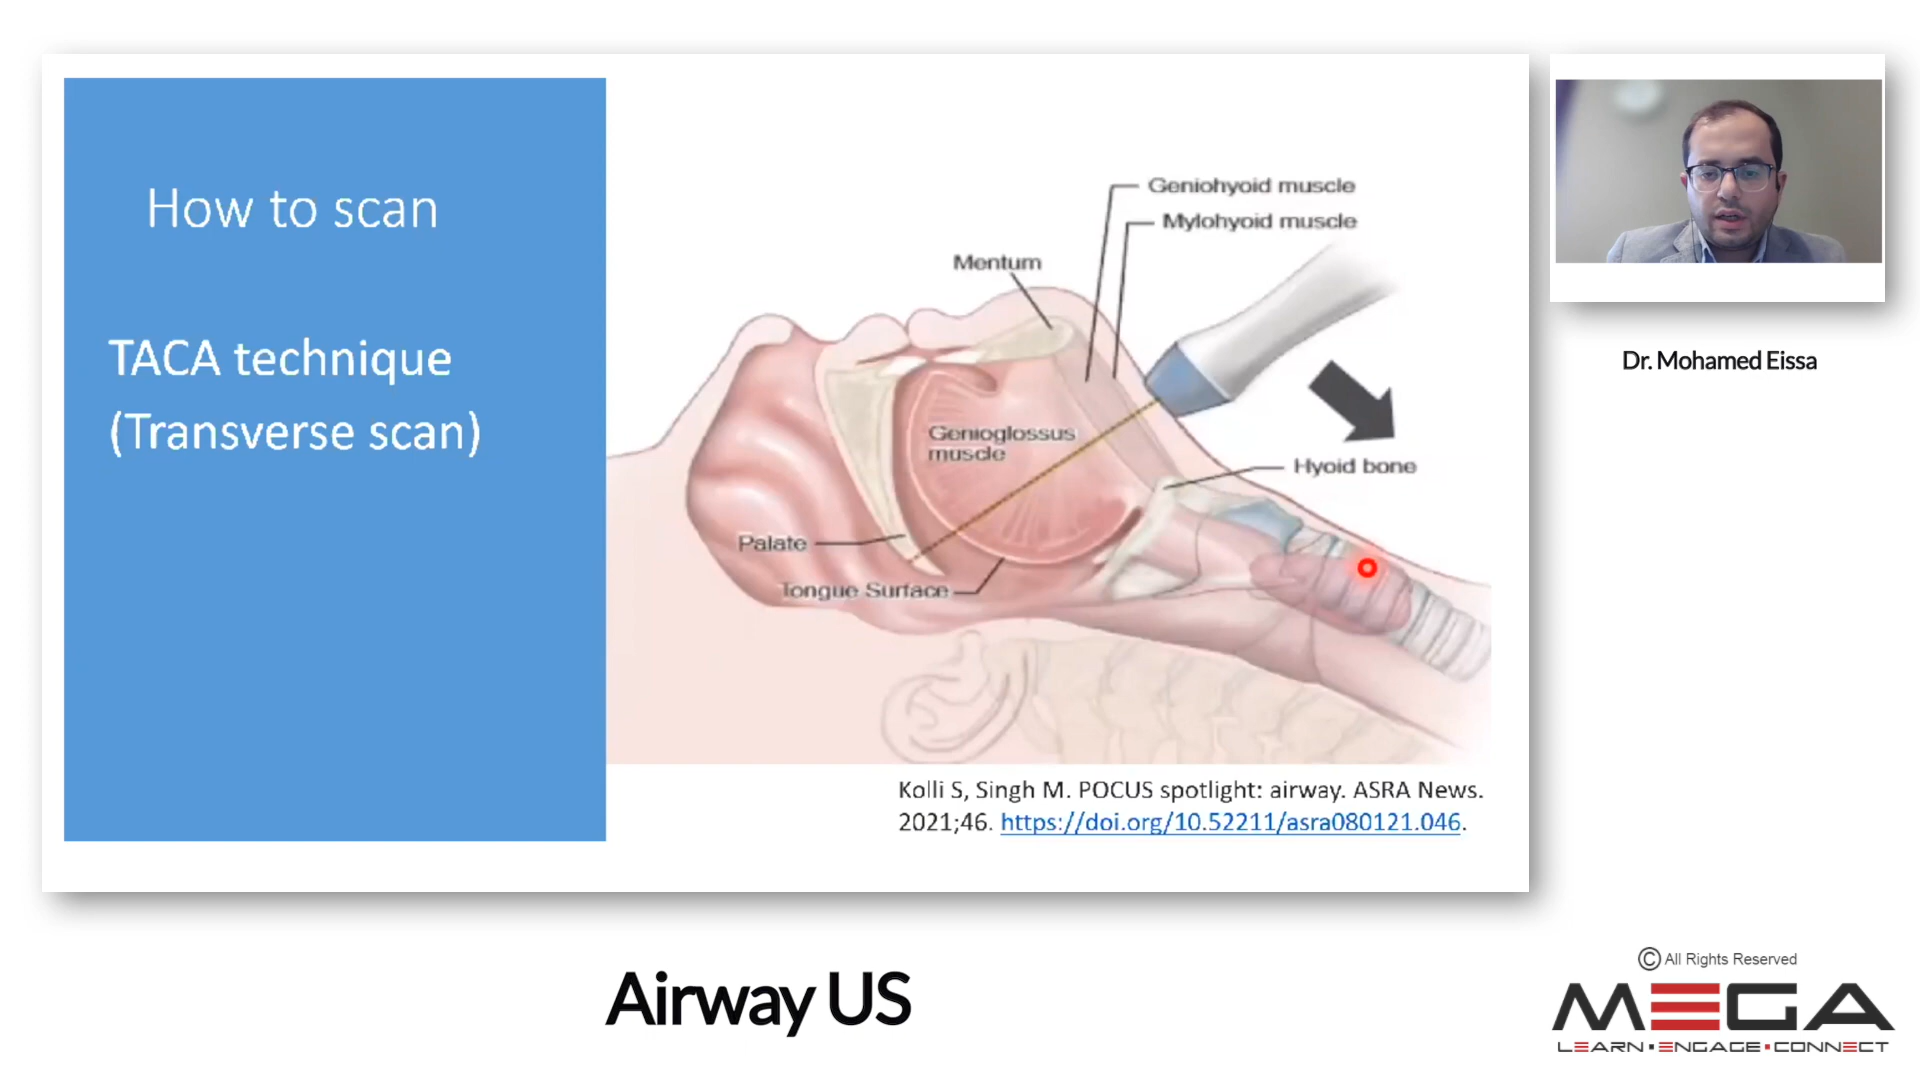 How to scan
TACA technique
(Transverse scan)
Geniohyoid muscle
Mylohyoid muscle
Mentum
Genioglossus
muscle
Hyoid bone
Palate
Tongue Surface
Kolli S, Singh M. POCUS spotlight: airway. ASRA News.
2021;46. https://doi.org/10.52211/asra080121.046.
Dr. Mohamed Eissa
Airway US
© All Rights Reserved
MEGA
LEARN▪ENGAGE▪CONNECT